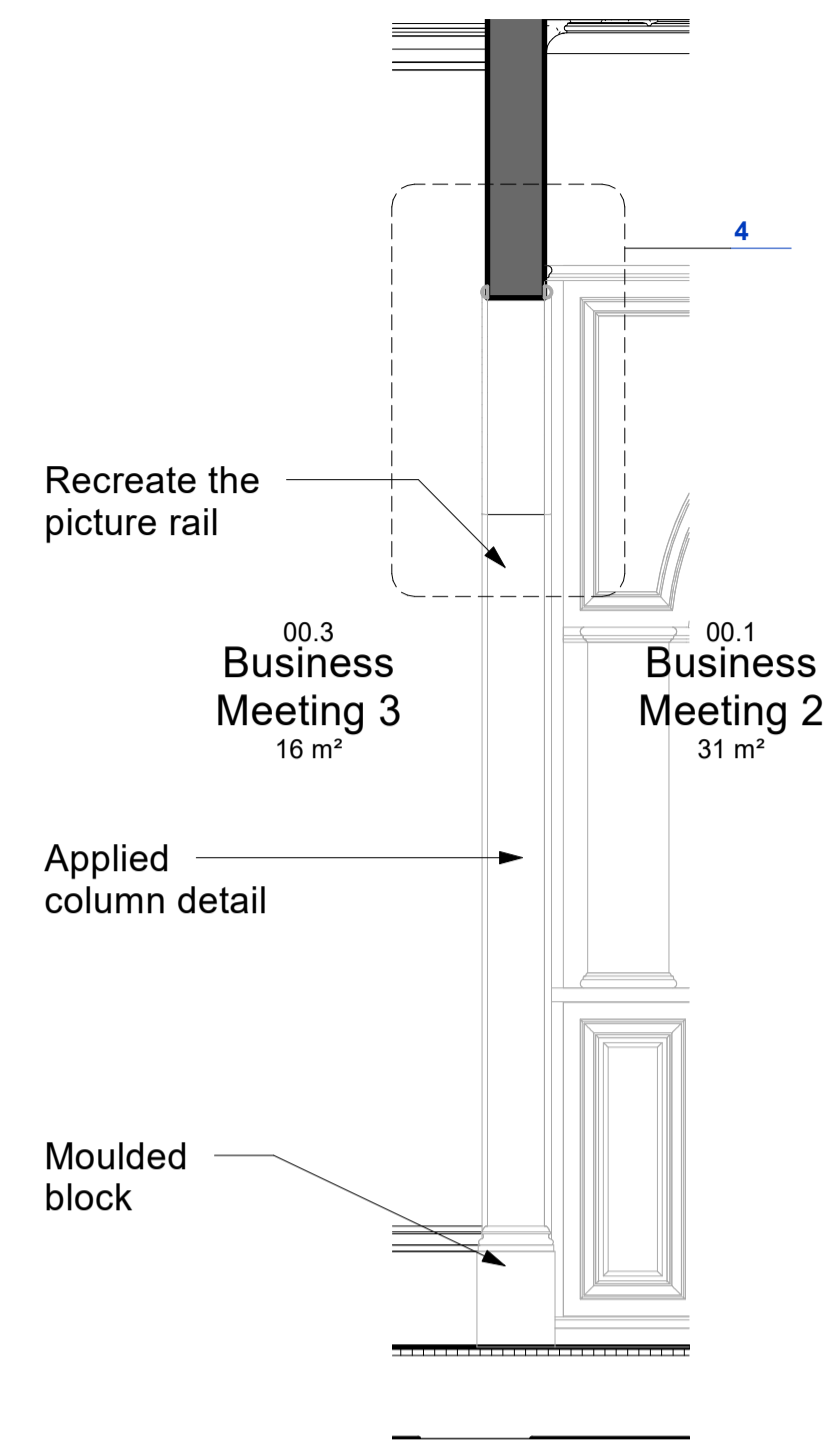 4
Recreate the
picture rail
00.3
Business
Meeting 3
16 m²
00.1
Business
Meeting 2
31 m²
Applied
column detail
Moulded
block